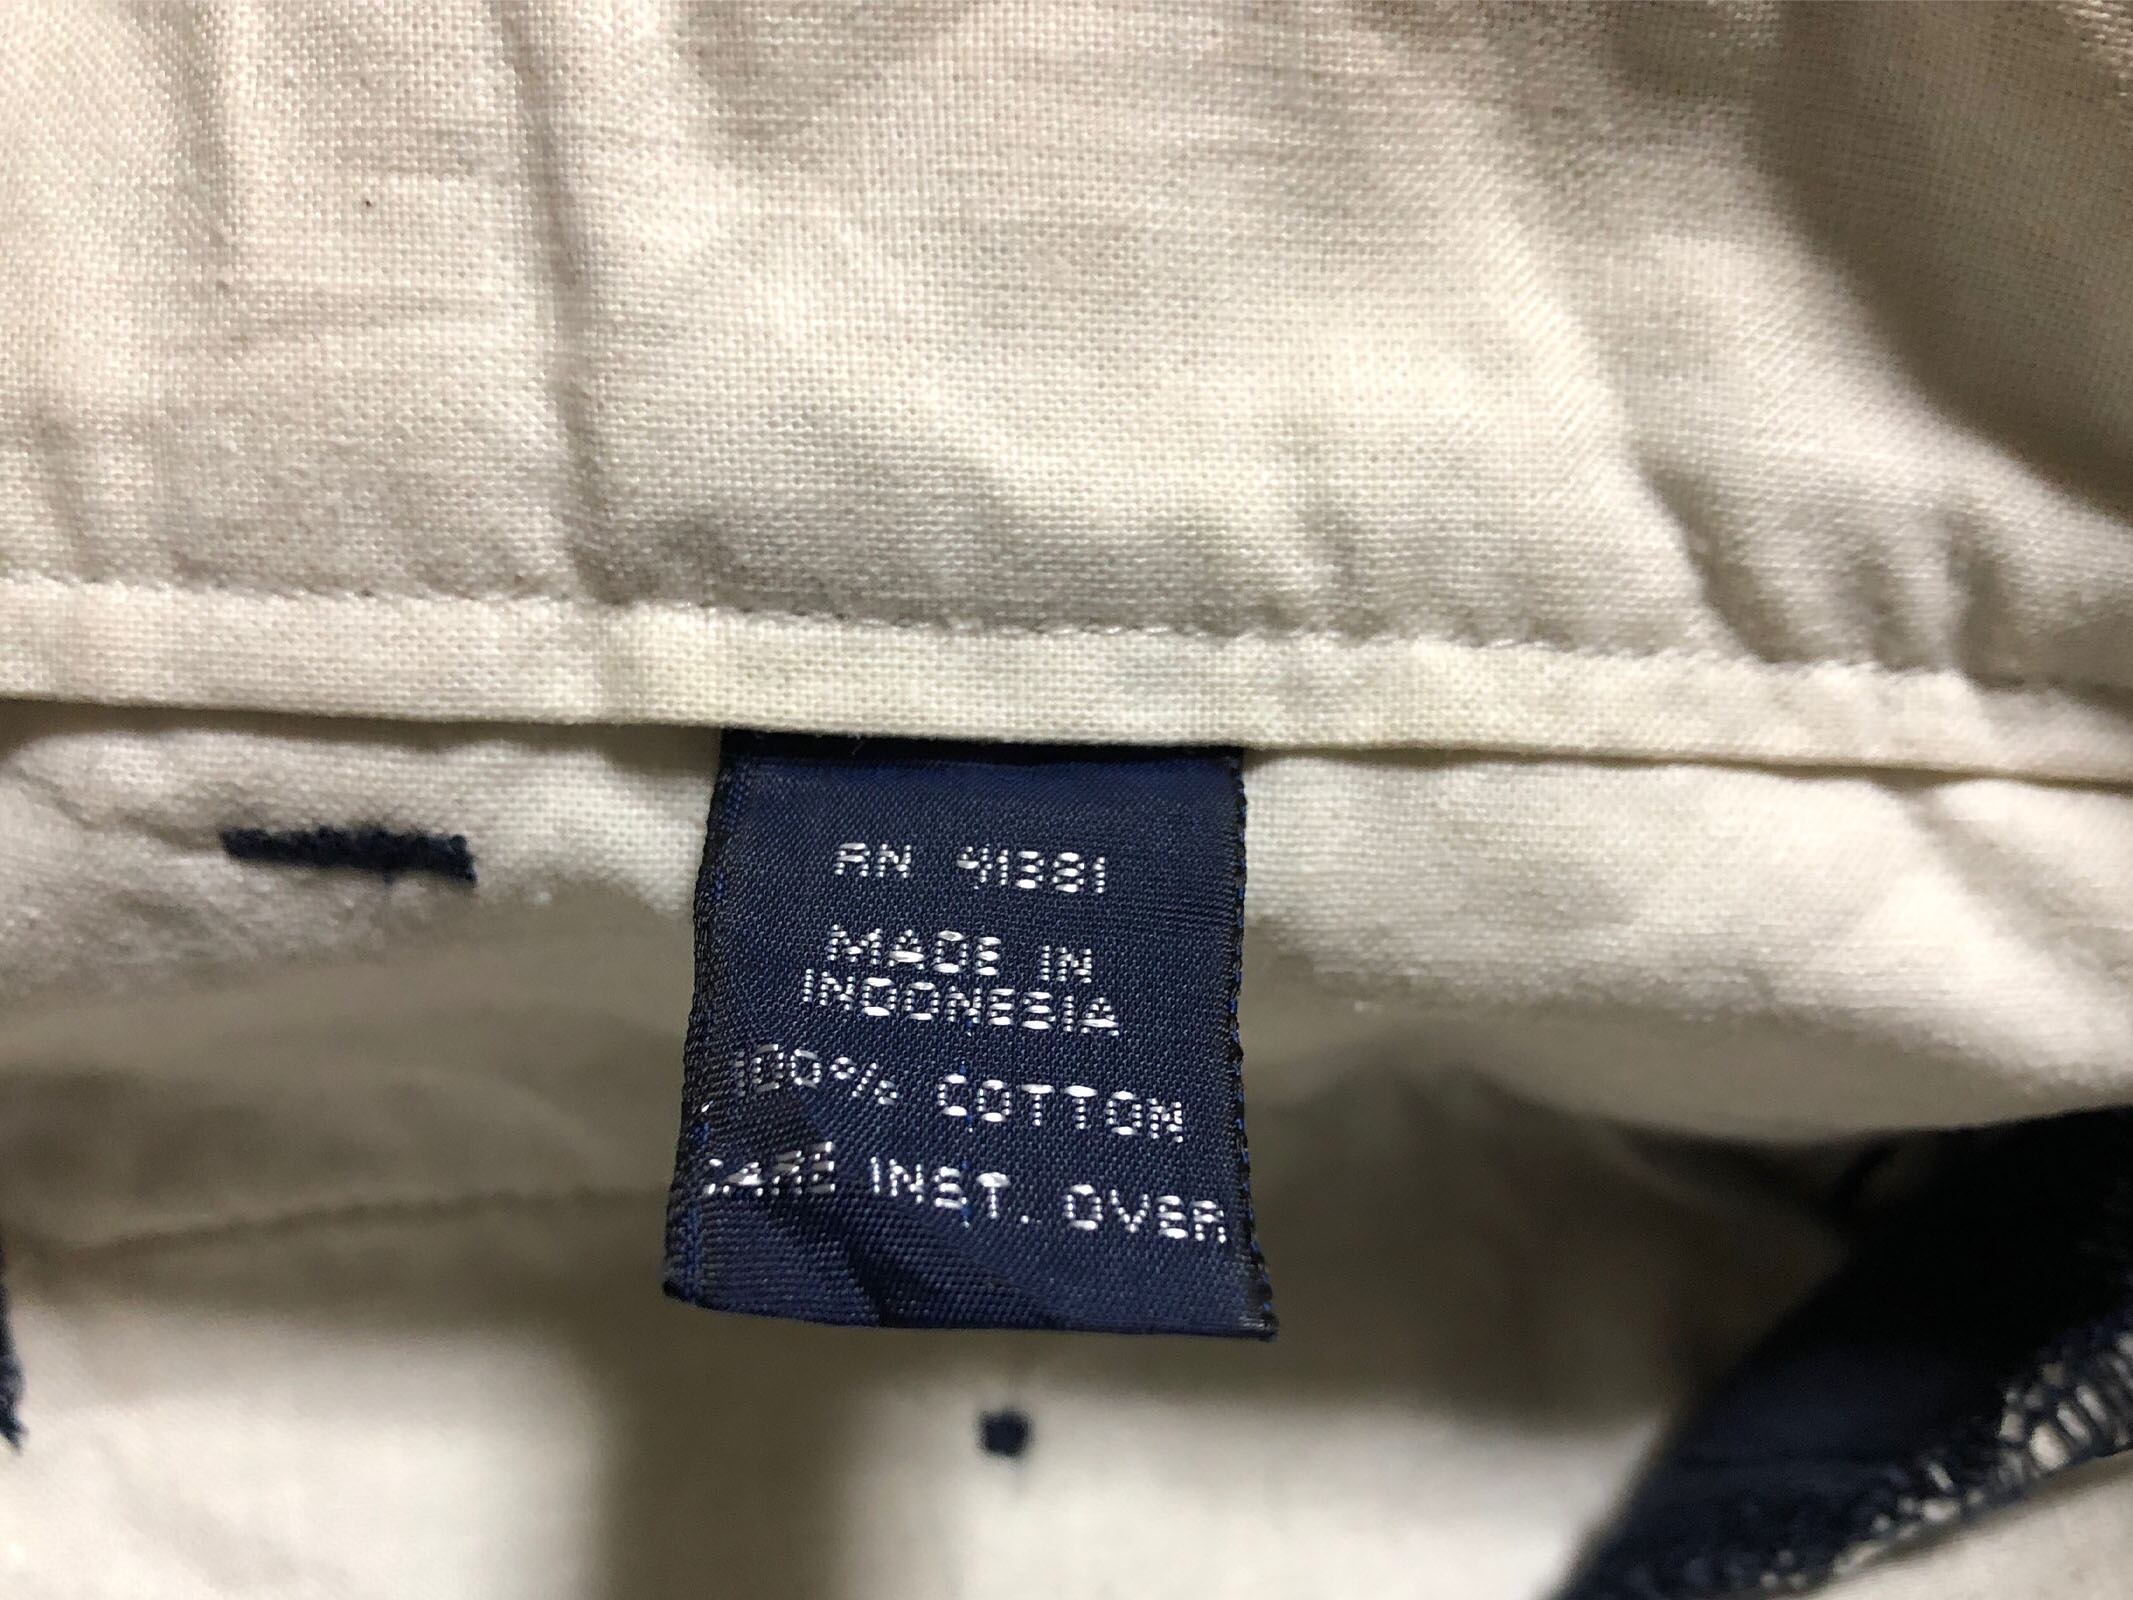 RN 41381
MADE IN
INDONESIA
100% COTTON
CARE INST. OVER